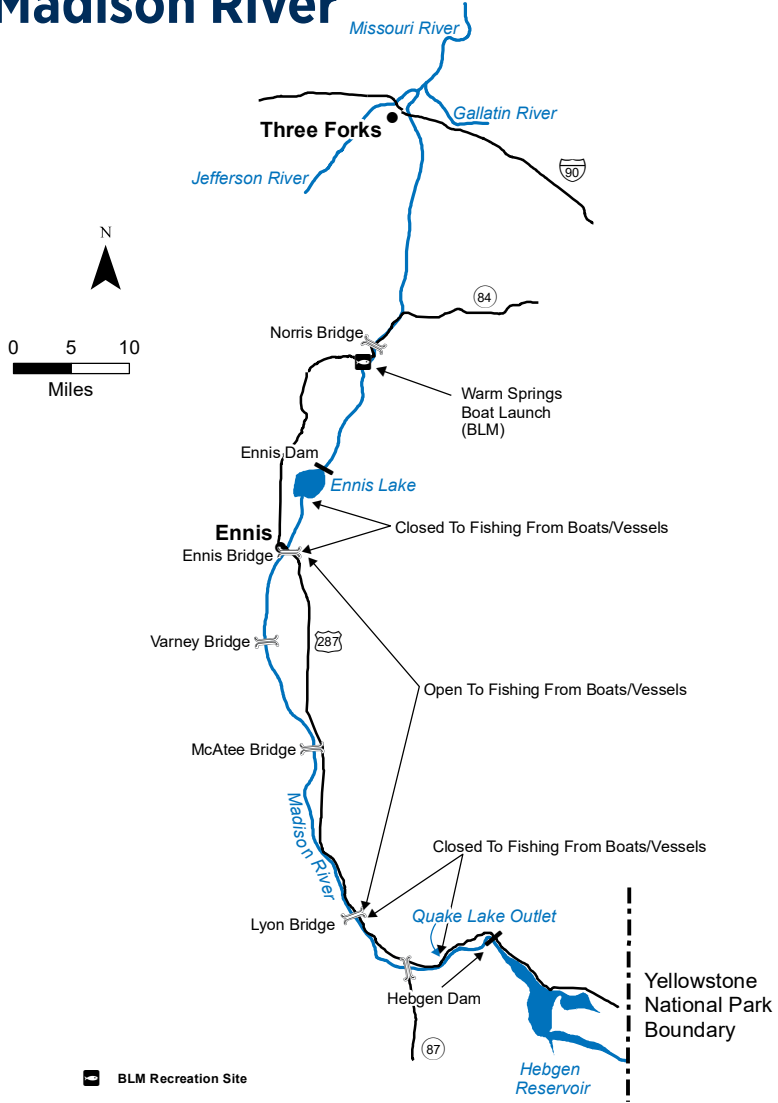 Madison River
Missouri River
Gallatin River
Three Forks
Jefferson River
90
N
84
0 5 10
Miles
Norris Bridge
Warm Springs
Boat Launch
(BLM)
Ennis Dam
Ennis Lake
Closed To Fishing From Boats/Vessels
Ennis
Ennis Bridge
Varney Bridge
287
Open To Fishing From Boats/Vessels
McAtee Bridge
Madison River
Closed To Fishing From Boats/Vessels
Quake Lake Outlet
Lyon Bridge
Hebgen Dam
Yellowstone
National Park
Boundary
87
Hebgen
Reservoir
BLM Recreation Site